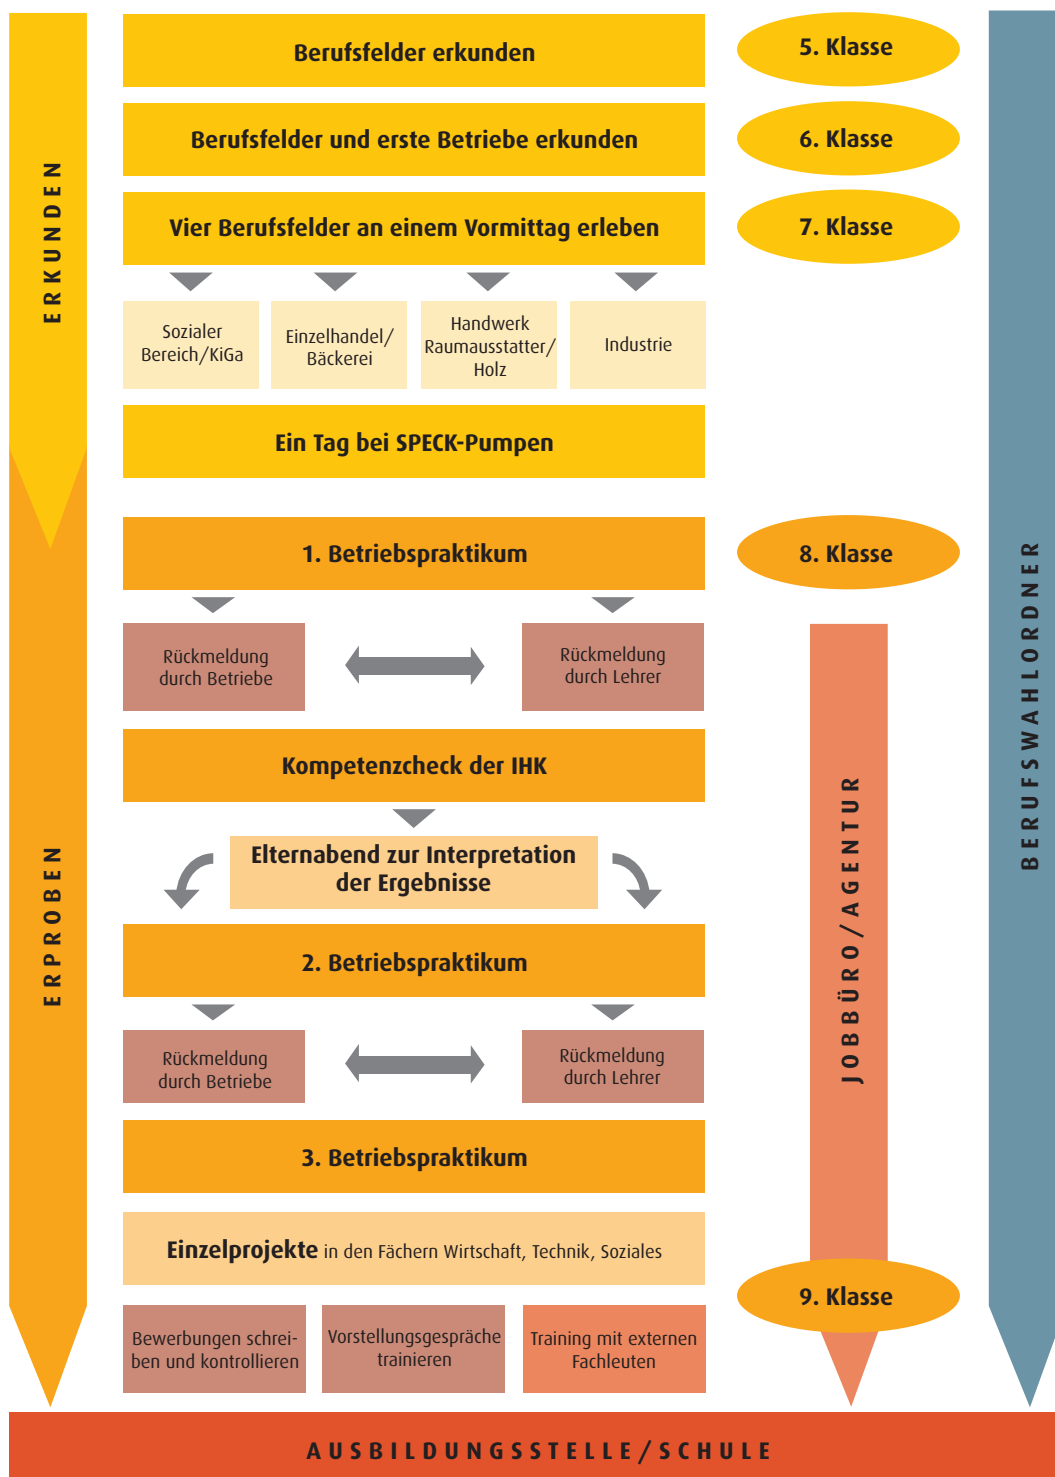 Berufsfelder erkunden
5. Klasse
Berufsfelder und erste Betriebe erkunden
6. Klasse
Vier Berufsfelder an einem Vormittag erleben
7. Klasse
ERKUNDEN
Sozialer
Bereich/KiGa
Einzelhandel/
Bäckerei
Handwerk
Raumausstatter/
Holz
Industrie
Ein Tag bei SPECK-Pumpen
1. Betriebspraktikum
8. Klasse
Rückmeldung
durch Betriebe
Rückmeldung
durch Lehrer
BERUFSWAHLORDNER
Kompetenzcheck der IHK
Elternabend zur Interpretation
der Ergebnisse
ERPROBEN
JOBBÜRO/AGENTUR
2. Betriebspraktikum
Rückmeldung
durch Betriebe
Rückmeldung
durch Lehrer
3. Betriebspraktikum
Einzelprojekte in den Fächern Wirtschaft, Technik, Soziales
9. Klasse
Bewerbungen schrei-
ben und kontrollieren
Vorstellungsgespräche
trainieren
Training mit externen
Fachleuten
AUSBILDUNGSSTELLE/SCHULE